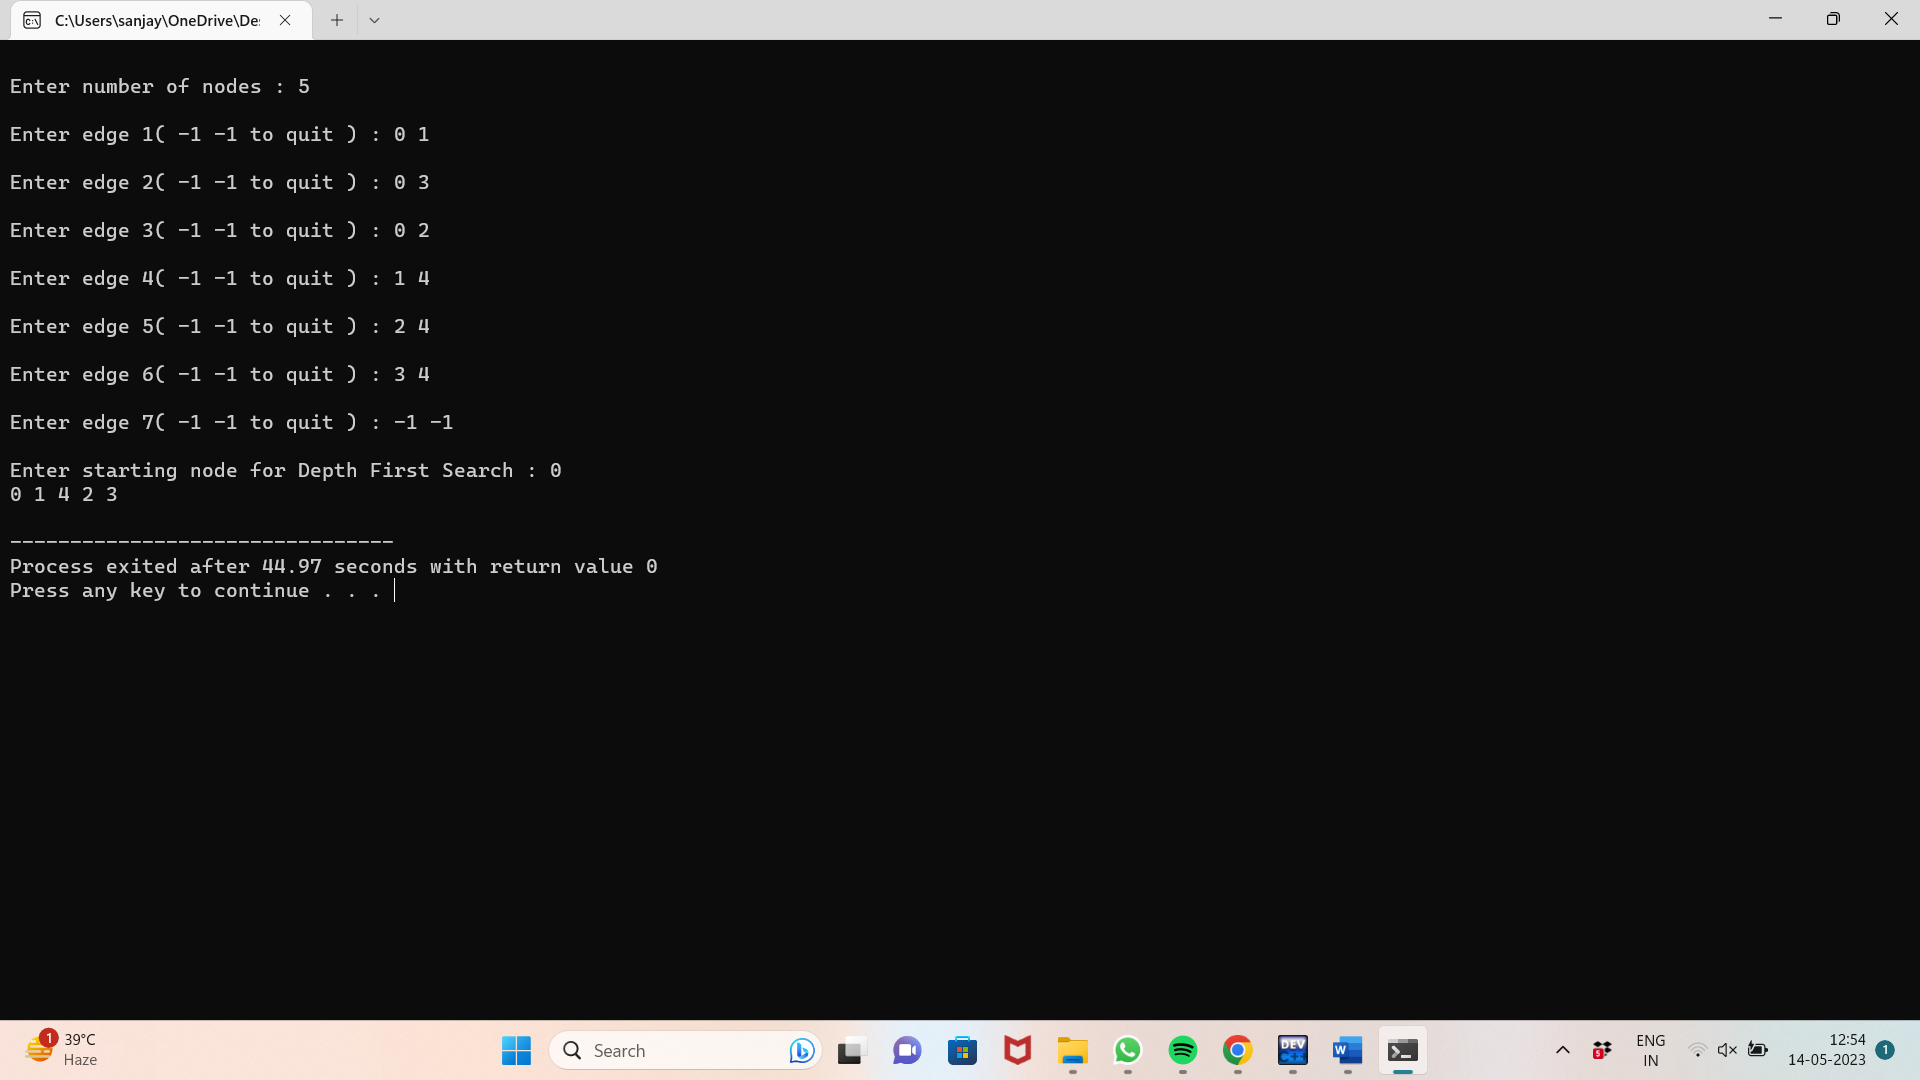 C:\Users\sanjay\OneDrive\De
Enter number of nodes : 5
Enter edge 1( -1 -1 to quit ) : 0 1
Enter edge 2( -1 -1 to quit ) : 0 3
Enter edge 3( -1 -1 to quit ) : 0 2
Enter edge 4( -1 -1 to quit ) : 1 4
Enter edge 5( -1 -1 to quit ) : 2 4
Enter edge 6( -1 -1 to quit ) : 3 4
Enter edge 7( -1 -1 to quit ) : -1 -1
Enter starting node for Depth First Search : 0
0 1 4 2 3
--------------------------------
Process exited after 44.97 seconds with return value 0
Press any key to continue . . .
1
39°C
Haze
Search
DEV
C++
W
5
ENG
IN
12:54
14-05-2023
1